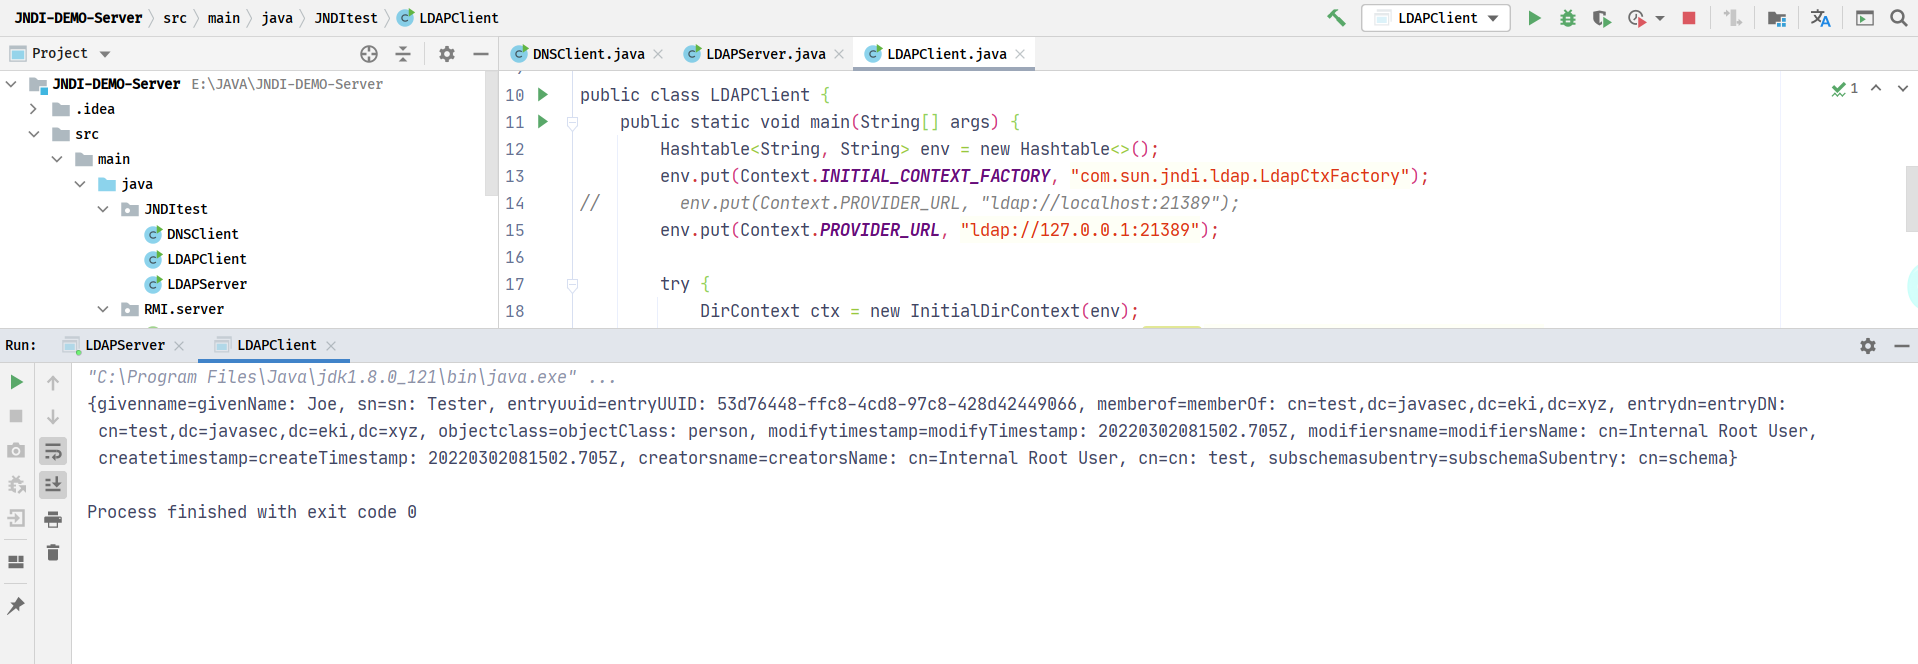 JNDI-DEMO-Server src main java JNDItest LDAPClient
LDAPClient
Project
DNSClient.java LDAPServer.java LDAPClient.java
JNDI-DEMO-Server E:\JAVA\JNDI-DEMO-Server
.idea
src
main
java
JNDItest
DNSClient
LDAPClient
LDAPServer
RMI.server
10 public class LDAPClient {
11 public static void main(String[] args) {
12 Hashtable<String, String> env = new Hashtable<>();
13 env.put(Context.INITIAL_CONTEXT_FACTORY, "com.sun.jndi.ldap.LdapCtxFactory");
14 // env.put(Context.PROVIDER_URL, "ldap://localhost:21389");
15 env.put(Context.PROVIDER_URL, "ldap://127.0.0.1:21389");
16
17 try {
18 DirContext ctx = new InitialDirContext(env);
1
Run: LDAPServer LDAPClient
"C:\Program Files\Java\jdk1.8.0_121\bin\java.exe" ...
{givenname=givenName: Joe, sn=sn: Tester, entryuuid=entryUUID: 53d76448-ffc8-4cd8-97c8-428d42449066, memberof=memberOf: cn=test,dc=javasec,dc=eki,dc=xyz, entrydn=entryDN:
cn=test,dc=javasec,dc=eki,dc=xyz, objectclass=objectClass: person, modifytimestamp=modifyTimestamp: 20220302081502.705Z, modifiersname=modifiersName: cn=Internal Root User,
createtimestamp=createTimestamp: 20220302081502.705Z, creatorsname=creatorsName: cn=Internal Root User, cn=cn: test, subschemasubentry=subschemaSubentry: cn=schema}
Process finished with exit code 0